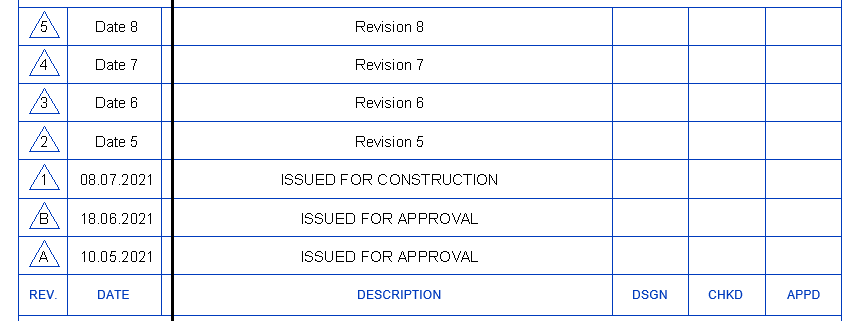 5 Date 8 Revision 8
4 Date 7 Revision 7
3 Date 6 Revision 6
2 Date 5 Revision 5
1 08.07.2021 ISSUED FOR CONSTRUCTION
B 18.06.2021 ISSUED FOR APPROVAL
A 10.05.2021 ISSUED FOR APPROVAL
REV. DATE DESCRIPTION DSGN CHKD APPD